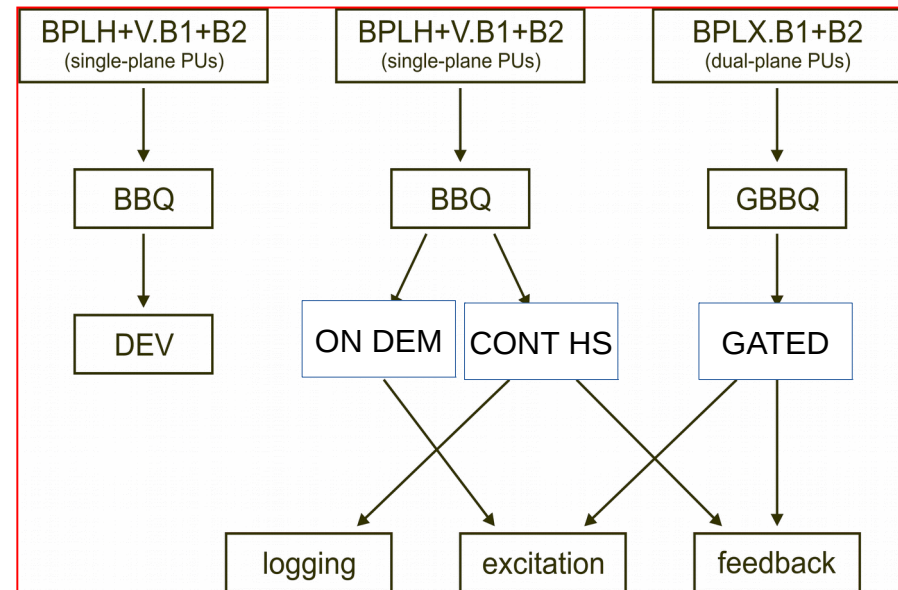 BPLH+V.B1+B2
(single-plane PUs)
BPLH+V.B1+B2
(single-plane PUs)
BPLX.B1+B2
(dual-plane PUs)
BBQ
BBQ
GBBQ
DEV
ON DEM
CONT HS
GATED
logging
excitation
feedback